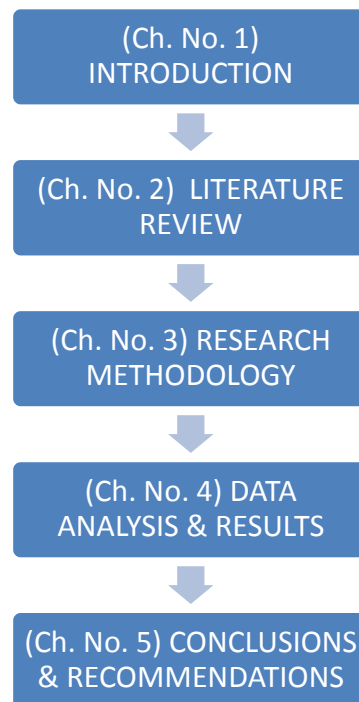 (Ch. No. 1)
INTRODUCTION
(Ch. No. 2) LITERATURE
REVIEW
(Ch. No. 3) RESEARCH
METHODOLOGY
(Ch. No. 4) DATA
ANALYSIS & RESULTS
(Ch. No. 5) CONCLUSIONS
& RECOMMENDATIONS